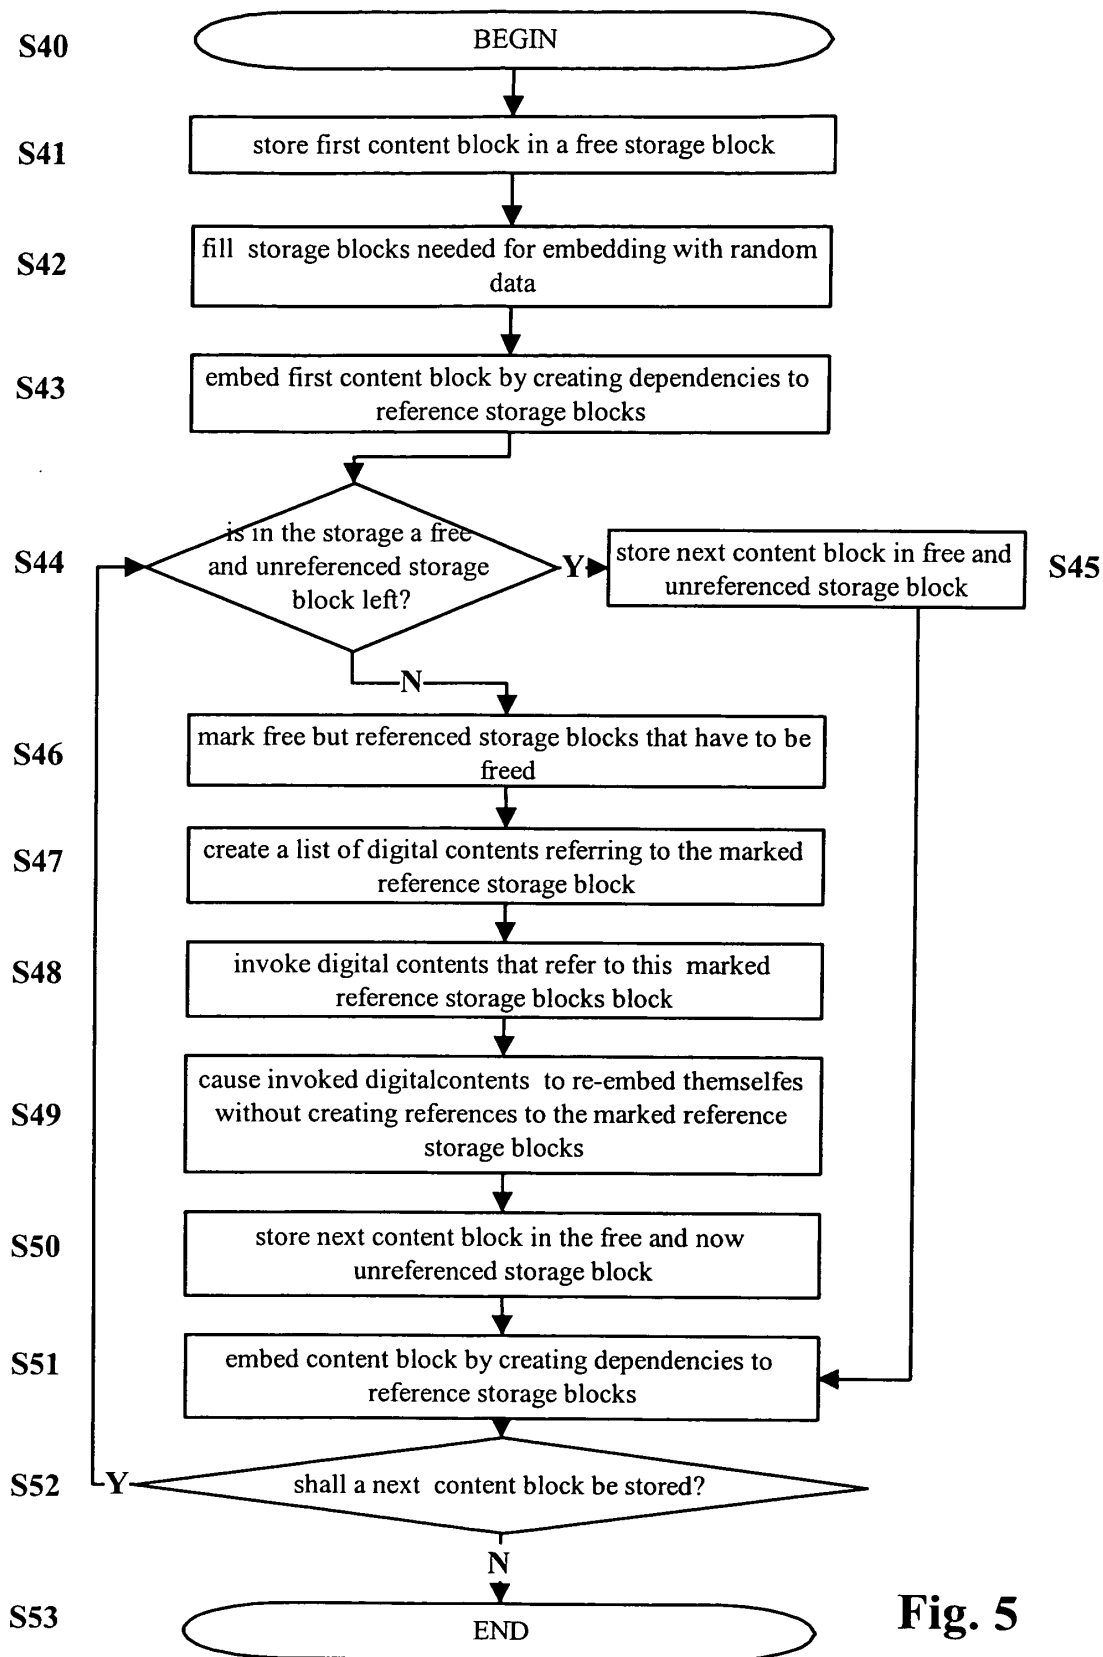 S40
BEGIN
S41
store first content block in a free storage block
S42
fill storage blocks needed for embedding with random
data
S43
embed first content block by creating dependencies to
reference storage blocks
S44
is in the storage a free
and unreferenced storage
block left?
Y
store next content block in free and
unreferenced storage block
S45
N
S46
mark free but referenced storage blocks that have to be
freed
S47
create a list of digital contents referring to the marked
reference storage block
S48
invoke digital contents that refer to this marked
reference storage blocks block
S49
cause invoked digitalcontents to re-embed themselfes
without creating references to the marked reference
storage blocks
S50
store next content block in the free and now
unreferenced storage block
S51
embed content block by creating dependencies to
reference storage blocks
S52
Y
shall a next content block be stored?
N
S53
END
Fig. 5